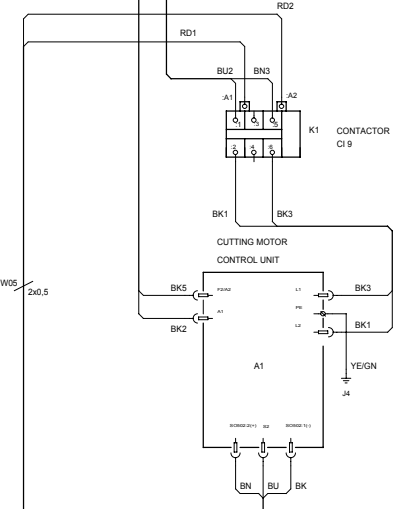 RD2
RD1
BU2 BN3
:A1 :A2
:1 :3 :5
K1 CONTACTOR
CI 9
:2 :4 :6
BK1 BK3
CUTTING MOTOR
CONTROL UNIT
W05
2x0,5
BK5 F2/A2 L1 BK3
A1 PE
BK2 L2 BK1
A1 YE/GN
J4
X2
BN BU BK